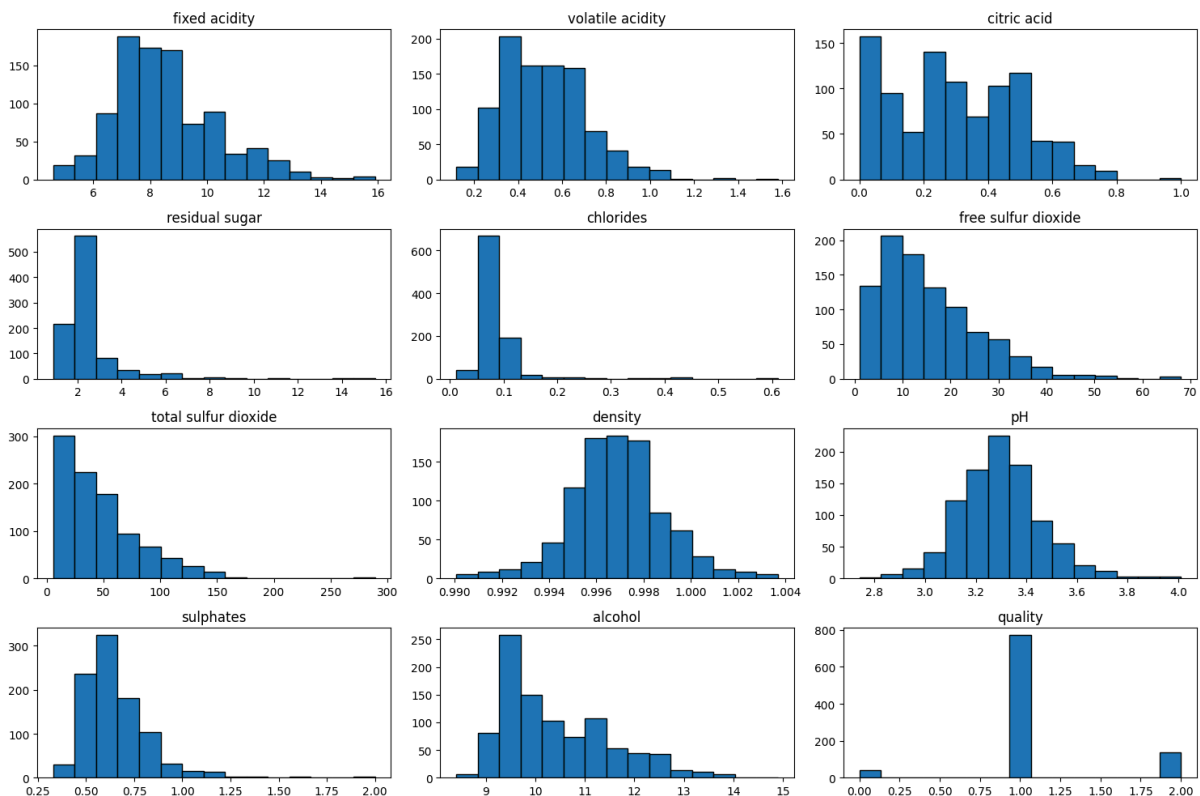 fixed acidity
volatile acidity
citric acid
150
100
50
0
6 8 10 12 14 16
200
150
100
50
0
0.2 0.4 0.6 0.8 1.0 1.2 1.4 1.6
150
100
50
0
0.0 0.2 0.4 0.6 0.8 1.0
residual sugar
chlorides
free sulfur dioxide
500
400
300
200
100
0
2 4 6 8 10 12 14 16
600
400
200
0
0.0 0.1 0.2 0.3 0.4 0.5 0.6
200
150
100
50
0
0 10 20 30 40 50 60 70
total sulfur dioxide
density
pH
300
200
100
0
0 50 100 150 200 250 300
150
100
50
0
0.990 0.992 0.994 0.996 0.998 1.000 1.002 1.004
200
150
100
50
0
2.8 3.0 3.2 3.4 3.6 3.8 4.0
sulphates
alcohol
quality
300
200
100
0
0.25 0.50 0.75 1.00 1.25 1.50 1.75 2.00
250
200
150
100
50
0
9 10 11 12 13 14 15
800
600
400
200
0
0.00 0.25 0.50 0.75 1.00 1.25 1.50 1.75 2.00